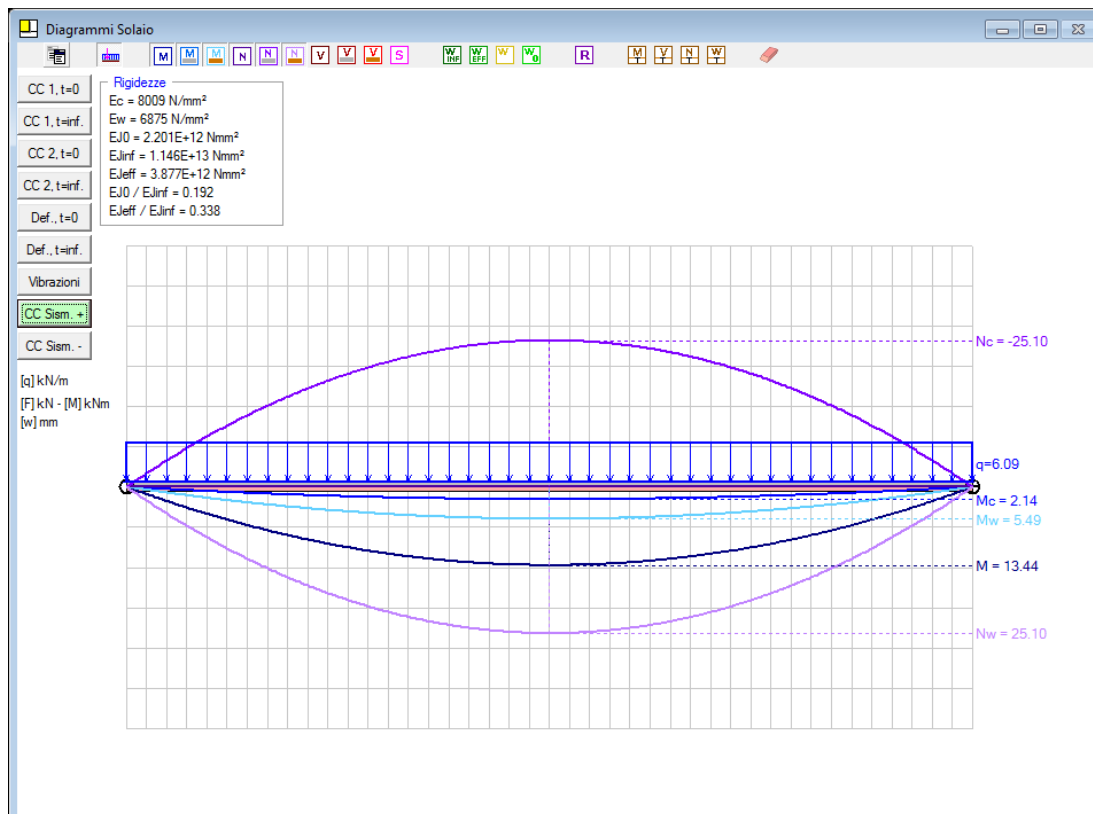 Diagrammi Solaio
M M M N N N V V V S W INF W EFF W W 0 R M V N W
CC 1, t=0
CC 1, t=inf.
CC 2, t=0
CC 2, t=inf.
Def., t=0
Def., t=inf.
Vibrazioni
CC Sism. +
CC Sism. -
[q] kN/m
[F] kN - [M] kNm
[w] mm
Rigidezze
Ec = 8009 N/mm²
Ew = 6875 N/mm²
EJ0 = 2.201E+12 Nmm²
EJinf = 1.146E+13 Nmm²
EJeff = 3.877E+12 Nmm²
EJ0 / EJinf = 0.192
EJeff / EJinf = 0.338
Nc = -25.10
q=6.09
Mc = 2.14
Mw = 5.49
M = 13.44
Nw = 25.10